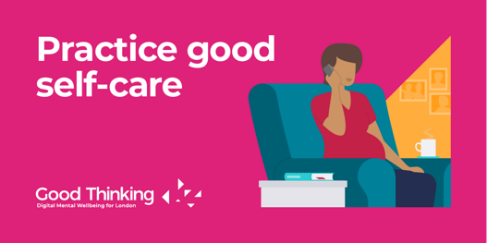 Practice good
self-care
Good Thinking
Digital Mental Wellbeing for London